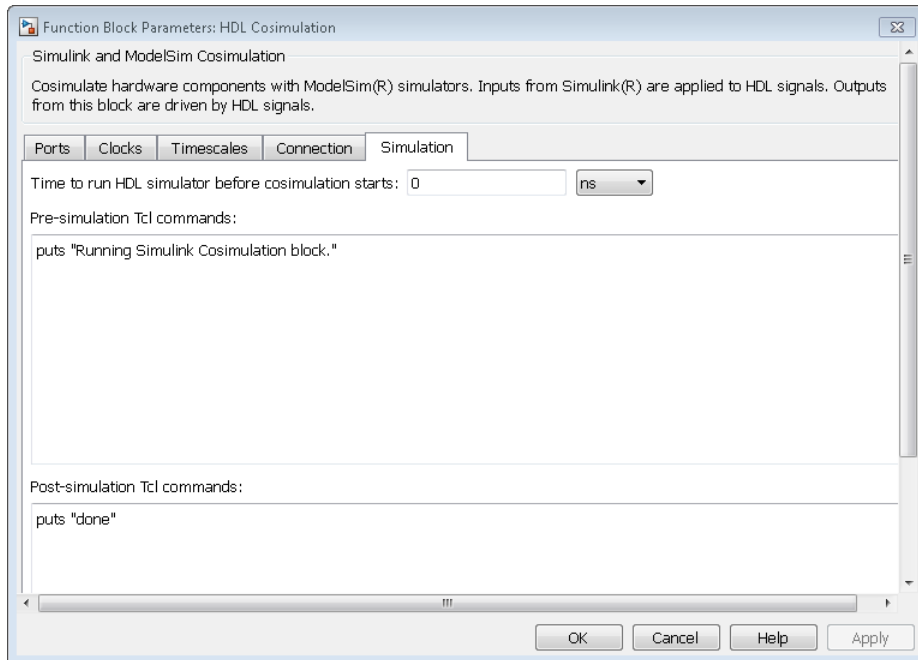 Function Block Parameters: HDL Cosimulation
Simulink and ModelSim Cosimulation
Cosimulate hardware components with ModelSim(R) simulators. Inputs from Simulink(R) are applied to HDL signals. Outputs
from this block are driven by HDL signals.
Ports Clocks Timescales Connection Simulation
Time to run HDL simulator before cosimulation starts: 0 ns
Pre-simulation Tcl commands:
puts "Running Simulink Cosimulation block."
Post-simulation Tcl commands:
puts "done"
OK Cancel Help Apply